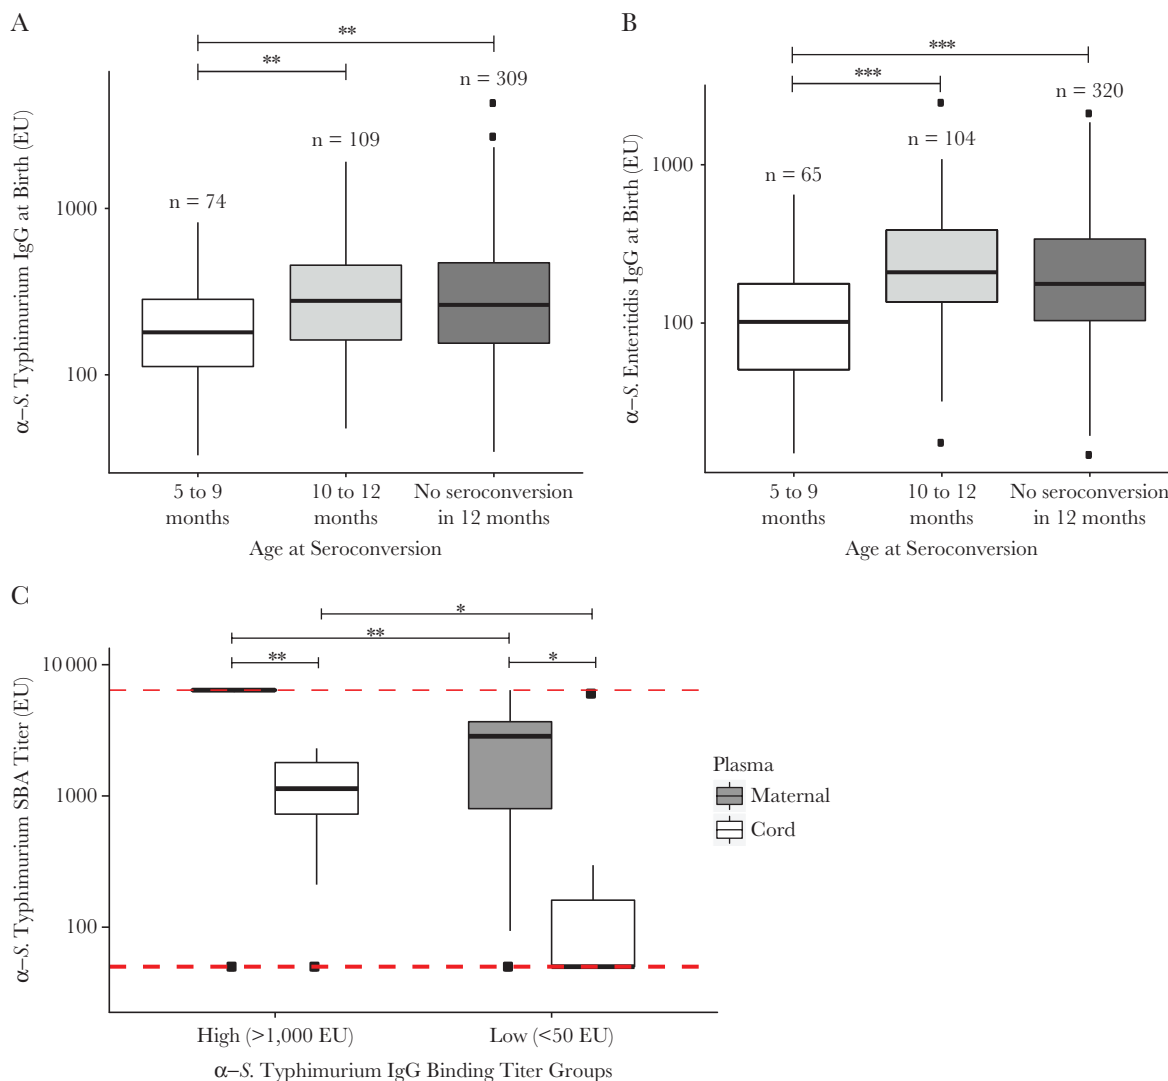 A
**
**
n = 309
n = 109
n = 74
α–S. Typhimurium IgG at Birth (EU)
1000
100
5 to 9
months
10 to 12
months
No seroconversion
in 12 months
Age at Seroconversion
B
***
***
n = 320
n = 104
n = 65
α–S. Enteritidis IgG at Birth (EU)
1000
100
5 to 9
months
10 to 12
months
No seroconversion
in 12 months
Age at Seroconversion
C
*
**
**
*
α–S. Typhimurium SBA Titer (EU)
10 000
1000
100
High (>1,000 EU)
Low (<50 EU)
α–S. Typhimurium IgG Binding Titer Groups
Plasma
Maternal
Cord